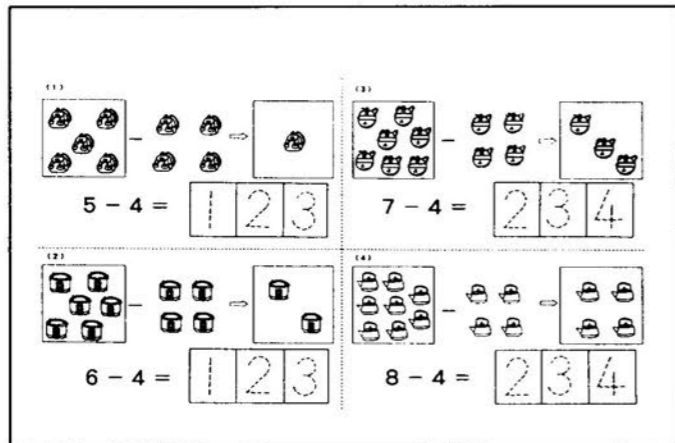 (1)
5 - 4 = 1 2 3
(2)
6 - 4 = 1 2 3
(3)
7 - 4 = 2 3 4
(4)
8 - 4 = 2 3 4